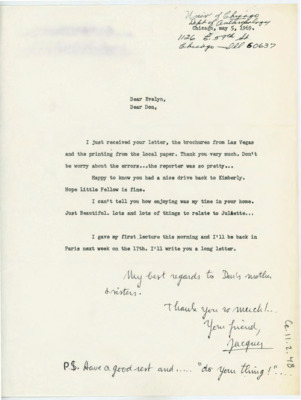 Univ. of Chicago
Dept of Anthropology
Chicago, may 5, 1969.
1126 E. 59th St
Chicago - Ill 60637
Dear Evelyn,
Dear Don,
I just received your letter, the brochures from Las Vegas
and the printing from the local paper. Thank you very much. Don't
be worry about the errors...the reporter was so pretty...
Happy to know you had a nice drive back to Kimberly.
Hope Little Fellow is fine.
I can't tell you how enjoying was my time in your home.
Just Beautiful. Lots and lots of things to relate to Juliette...
I gave my first lecture this morning and I'll be back in
Paris next week on the 17th. I'll write you a long letter.
My best regards to Don's mother
& sisters.
Thank you so much!..
Your friend,
Jacques
P.S. Have a good rest and..... "do your thing!"...
Ce.11.2.48